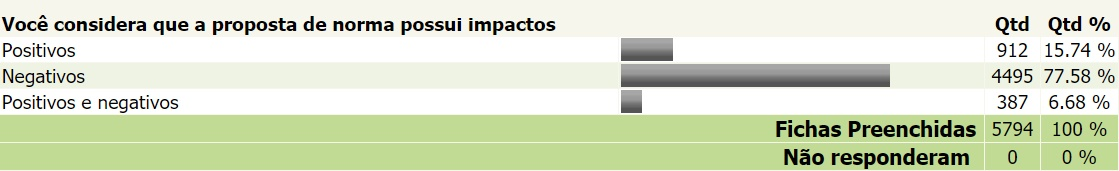 Você considera que a proposta de norma possui impactos Qtd Qtd %
Positivos 912 15.74 %
Negativos 4495 77.58 %
Positivos e negativos 387 6.68 %
Fichas Preenchidas 5794 100 %
Não responderam 0 0 %